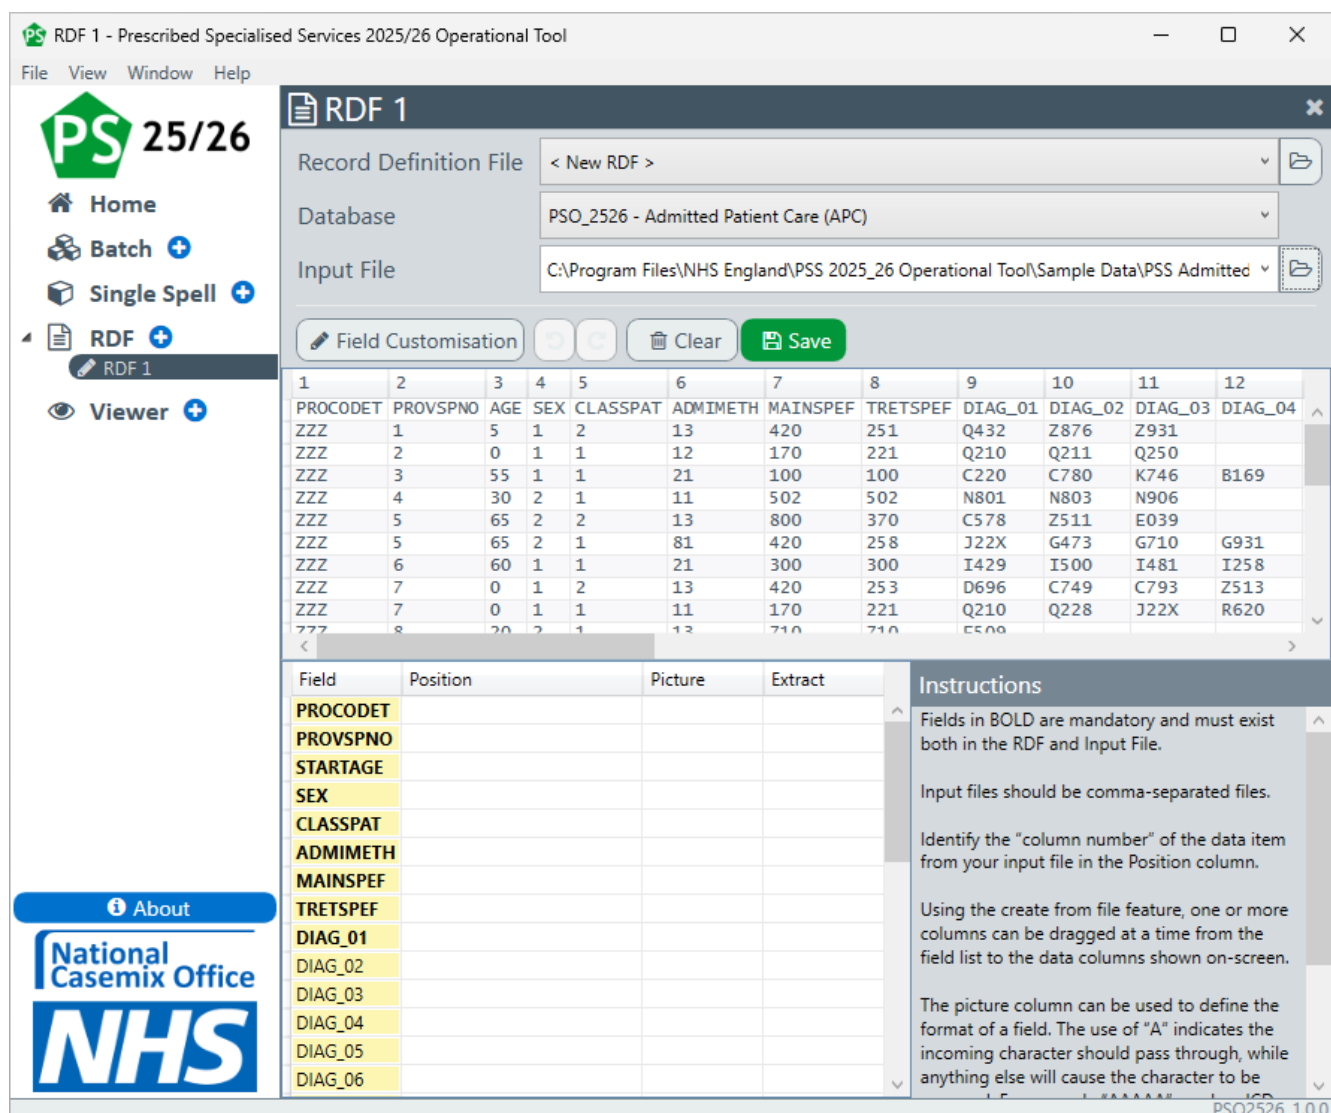 RDF 1 - Prescribed Specialised Services 2025/26 Operational Tool
File View Window Help
PS 25/26
Home
Batch
Single Spell
RDF
RDF 1
Viewer
About
National
Casemix Office
NHS
RDF 1
Record Definition File < New RDF >
Database PSO_2526 - Admitted Patient Care (APC)
Input File C:\Program Files\NHS England\PSS 2025_26 Operational Tool\Sample Data\PSS Admitted
Field Customisation Clear Save
1 2 3 4 5 6 7 8 9 10 11 12
PROCODET PROVSPNO AGE SEX CLASSPAT ADMIMETH MAINSPEF TRETSPEF DIAG_01 DIAG_02 DIAG_03 DIAG_04
ZZZ 1 5 1 2 13 420 251 Q432 Z876 Z931
ZZZ 2 0 1 1 12 170 221 Q210 Q211 Q250
ZZZ 3 55 1 1 21 100 100 C220 C780 K746 B169
ZZZ 4 30 2 1 11 502 502 N801 N803 N906
ZZZ 5 65 2 2 13 800 370 C578 Z511 E039
ZZZ 5 65 2 1 81 420 258 J22X G473 G710 G931
ZZZ 6 60 1 1 21 300 300 I429 I500 I481 I258
ZZZ 7 0 1 2 13 420 253 D696 C749 C793 Z513
ZZZ 7 0 1 1 11 170 221 Q210 Q228 J22X R620
ZZZ 8 20 2 1 13 710 710 F509
Field Position Picture Extract
PROCODET
PROVSPNO
STARTAGE
SEX
CLASSPAT
ADMIMETH
MAINSPEF
TRETSPEF
DIAG_01
DIAG_02
DIAG_03
DIAG_04
DIAG_05
DIAG_06
Instructions
Fields in BOLD are mandatory and must exist
both in the RDF and Input File.
Input files should be comma-separated files.
Identify the "column number" of the data item
from your input file in the Position column.
Using the create from file feature, one or more
columns can be dragged at a time from the
field list to the data columns shown on-screen.
The picture column can be used to define the
format of a field. The use of "A" indicates the
incoming character should pass through, while
anything else will cause the character to be
PSO2526 1.0.0